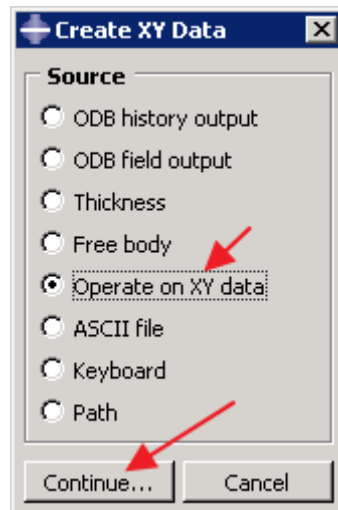 Create XY Data
Source
ODB history output
ODB field output
Thickness
Free body
Operate on XY data
ASCII file
Keyboard
Path
Continue... Cancel